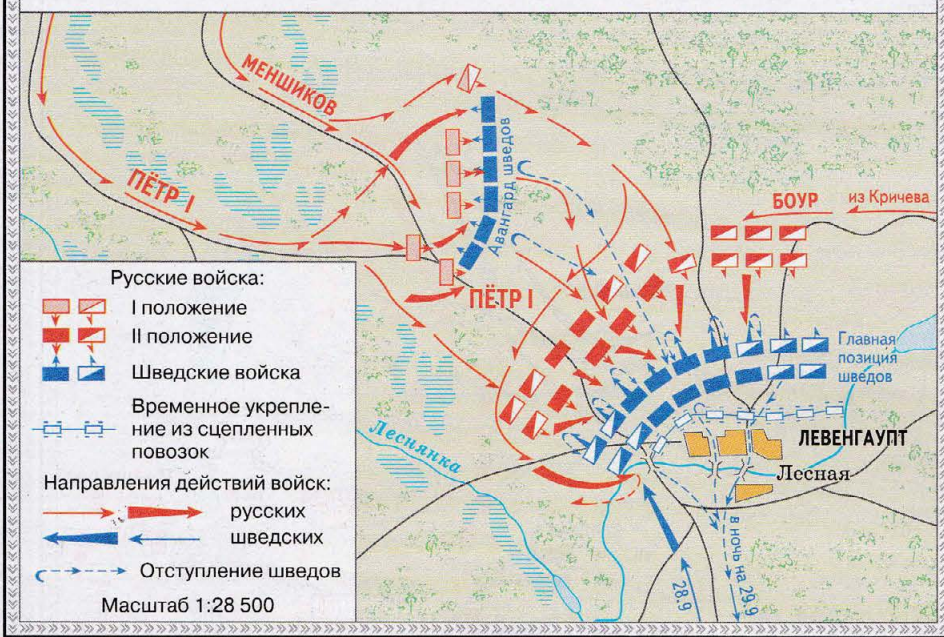 МЕНШИКОВ
ПЁТР I
Авангард шведов
БОУР
из Кричева
ПЁТР I
Главная
позиция
шведов
ЛЕВЕНГАУПТ
Лесная
Леснянка
28.9
в ночь на 29.9
Русские войска:
I положение
II положение
Шведские войска
Временное укрепле-
ние из сцепленных
повозок
Направления действий войск:
русских
шведских
Отступление шведов
Масштаб 1:28 500